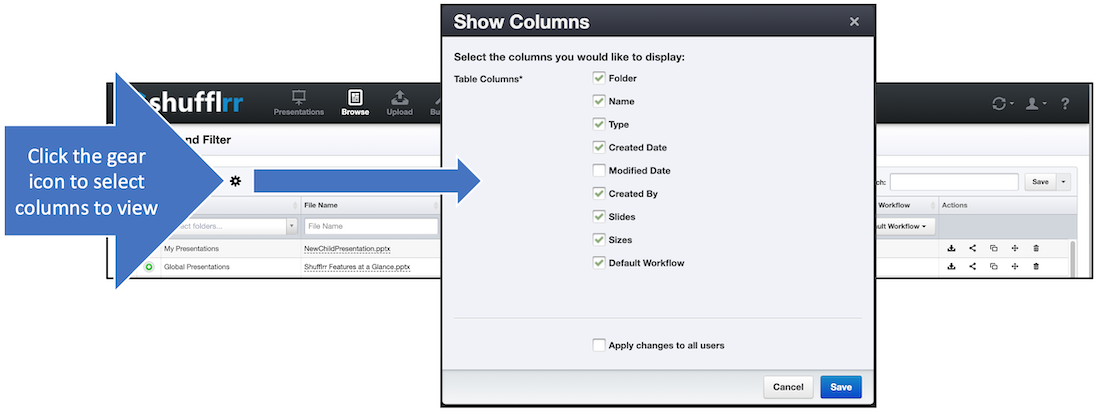 Show Columns
Select the columns you would like to display:
Table Columns*
Folder
Name
Type
Created Date
Modified Date
Created By
Slides
Sizes
Default Workflow
Apply changes to all users
Cancel Save
shufflrr
Presentations Browse Upload
? 
nd Filter
Click the gear
icon to select
columns to view
ch: Save
File Name Workflow Actions
ect folders... File Name ult Workflow
My Presentations NewChildPresentation.pptx
Global Presentations Shufflrr Features at a Glance.pptx